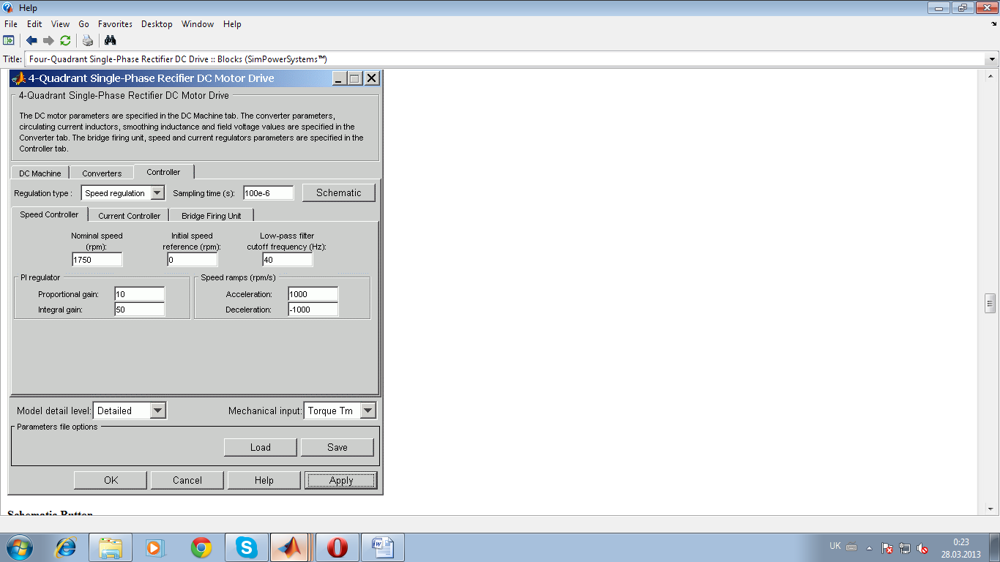 Help
File Edit View Go Favorites Desktop Window Help
Title: Four-Quadrant Single-Phase Rectifier DC Drive :: Blocks (SimPowerSystems™)
4-Quadrant Single-Phase Recifier DC Motor Drive
4-Quadrant Single-Phase Rectifier DC Motor Drive
The DC motor parameters are specified in the DC Machine tab. The converter parameters,
circulating current inductors, smoothing inductance and field voltage values are specified in the
Converter tab. The bridge firing unit, speed and current regulators parameters are specified in the
Controller tab.
DC Machine Converters Controller
Regulation type : Speed regulation Sampling time (s): 100e-6 Schematic
Speed Controller Current Controller Bridge Firing Unit
Nominal speed Initial speed Low-pass filter
(rpm): reference (rpm): cutoff frequency (Hz):
1750 0 40
PI regulator Speed ramps (rpm/s)
Proportional gain: 10 Acceleration: 1000
Integral gain: 50 Deceleration: -1000
Model detail level: Detailed Mechanical input: Torque Tm
Parameters file options
Load Save
OK Cancel Help Apply
Schematic Button
UK 0:23
28.03.2013